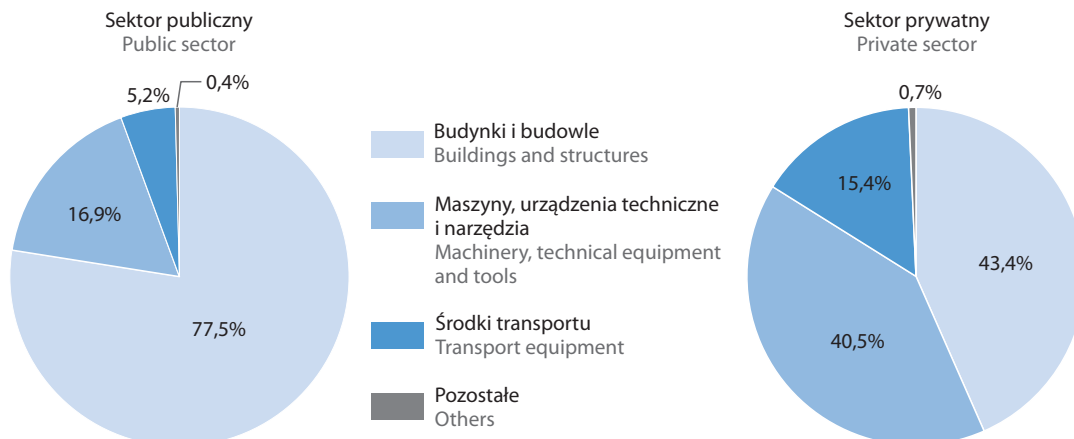 Sektor publiczny
Public sector
0,4%
5,2%
16,9%
77,5%
Budynki i budowle
Buildings and structures
Maszyny, urządzenia techniczne
i narzędzia
Machinery, technical equipment
and tools
Środki transportu
Transport equipment
Pozostałe
Others
Sektor prywatny
Private sector
0,7%
15,4%
43,4%
40,5%